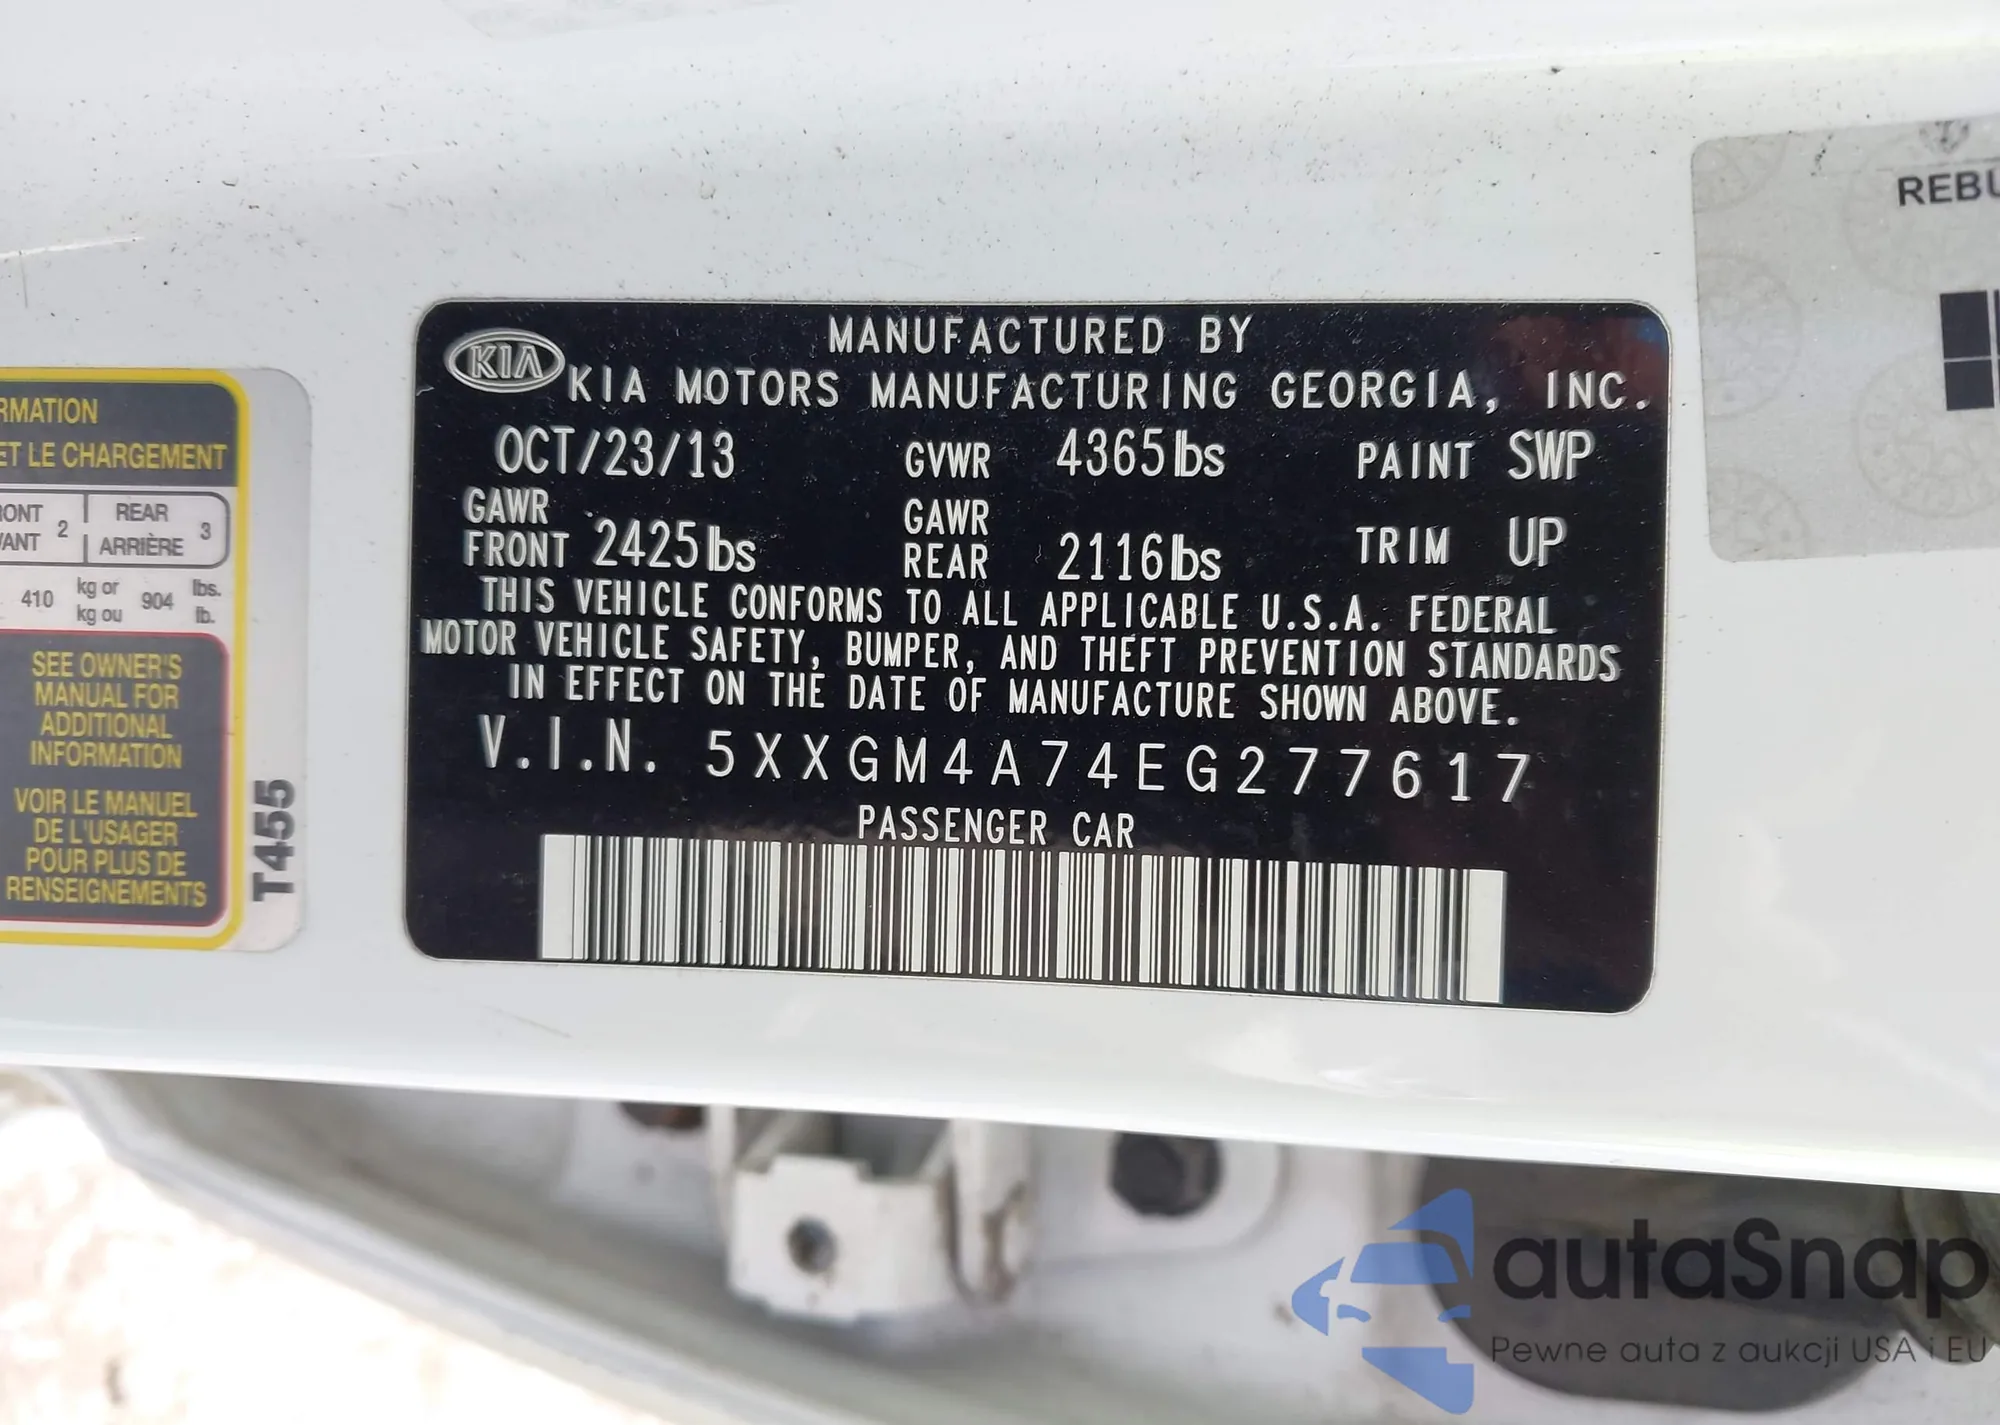 KIA
MANUFACTURED BY
KIA MOTORS MANUFACTURING GEORGIA, INC.
OCT/23/13 GVWR 4365lbs PAINT SWP
GAWR FRONT 2425lbs GAWR REAR 2116lbs TRIM UP
THIS VEHICLE CONFORMS TO ALL APPLICABLE U.S.A. FEDERAL
MOTOR VEHICLE SAFETY, BUMPER, AND THEFT PREVENTION STANDARDS
IN EFFECT ON THE DATE OF MANUFACTURE SHOWN ABOVE.
V.I.N. 5XXGM4A74EG277617
PASSENGER CAR
RMATION
ET LE CHARGEMENT
RONT 2 REAR 3
VANT ARRIÈRE
410 kg or 904 lbs.
kg ou lb.
SEE OWNER'S
MANUAL FOR
ADDITIONAL
INFORMATION
VOIR LE MANUEL
DE L'USAGER
POUR PLUS DE
RENSEIGNEMENTS
T455
REBU
autaSnap
Pewne auta z aukcji USA i EU